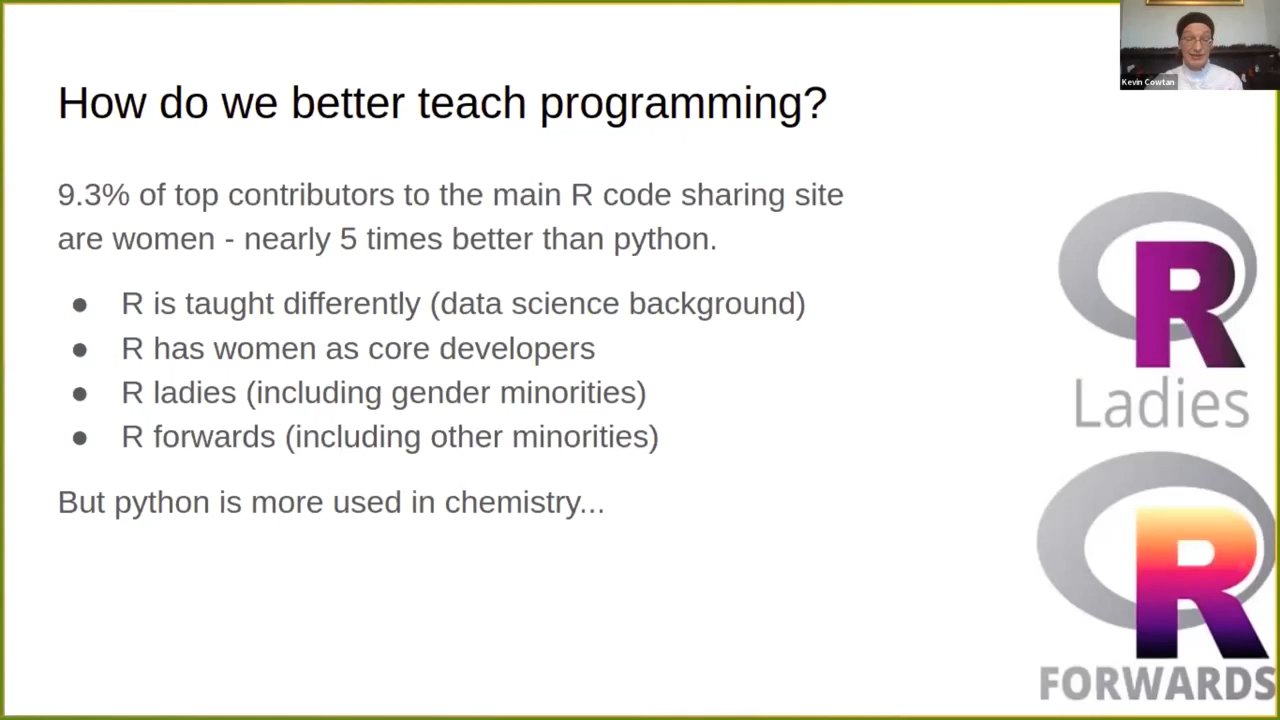 Kevin Cowtan
How do we better teach programming?
9.3% of top contributors to the main R code sharing site
are women - nearly 5 times better than python.
● R is taught differently (data science background)
● R has women as core developers
● R ladies (including gender minorities)
● R forwards (including other minorities)
But python is more used in chemistry...
R
Ladies
R
FORWARDS